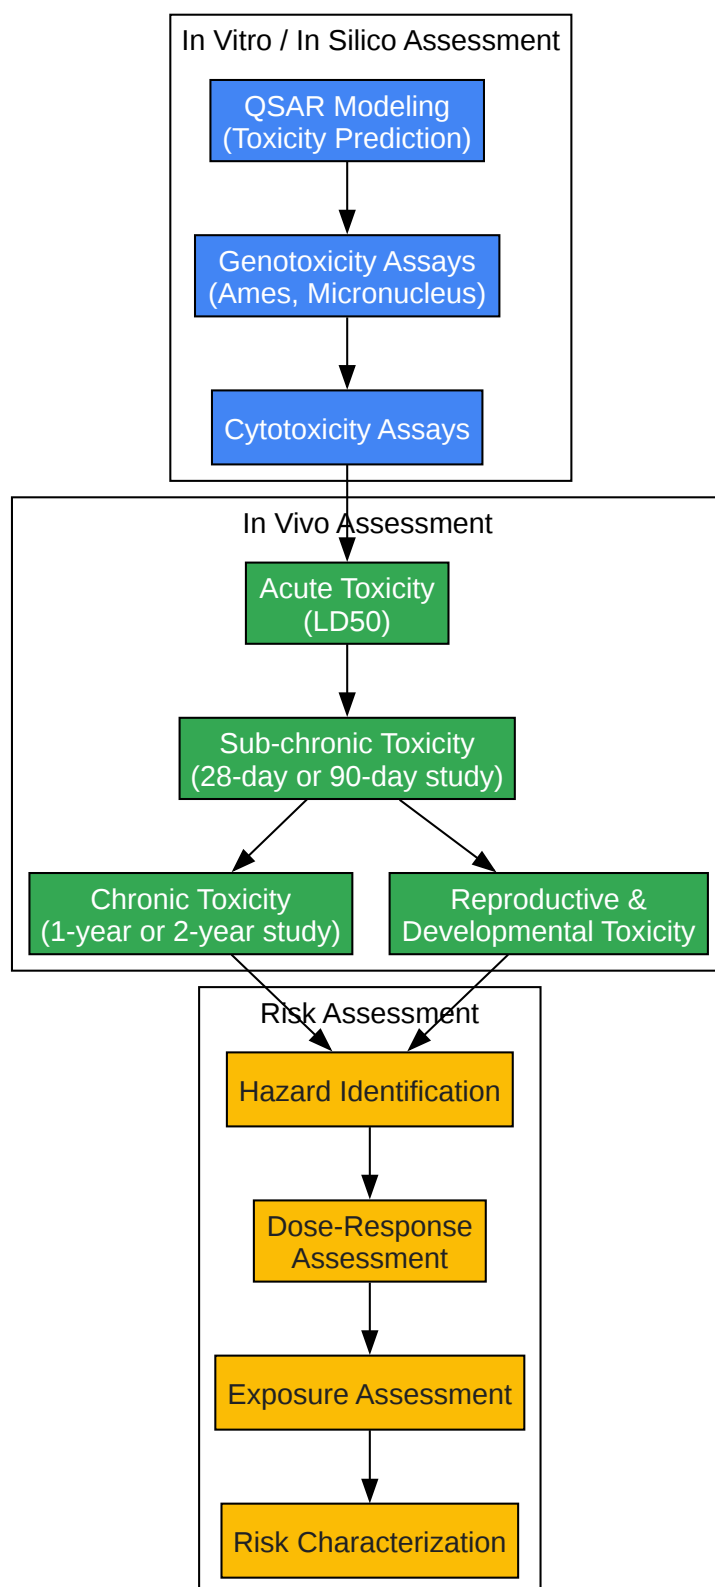 In Vitro / In Silico Assessment
QSAR Modeling
(Toxicity Prediction)
Genotoxicity Assays
(Ames, Micronucleus)
Cytotoxicity Assays
In Vivo Assessment
Acute Toxicity
(LD50)
Sub-chronic Toxicity
(28-day or 90-day study)
Chronic Toxicity
(1-year or 2-year study)
Reproductive &
Developmental Toxicity
Risk Assessment
Hazard Identification
Dose-Response
Assessment
Exposure Assessment
Risk Characterization